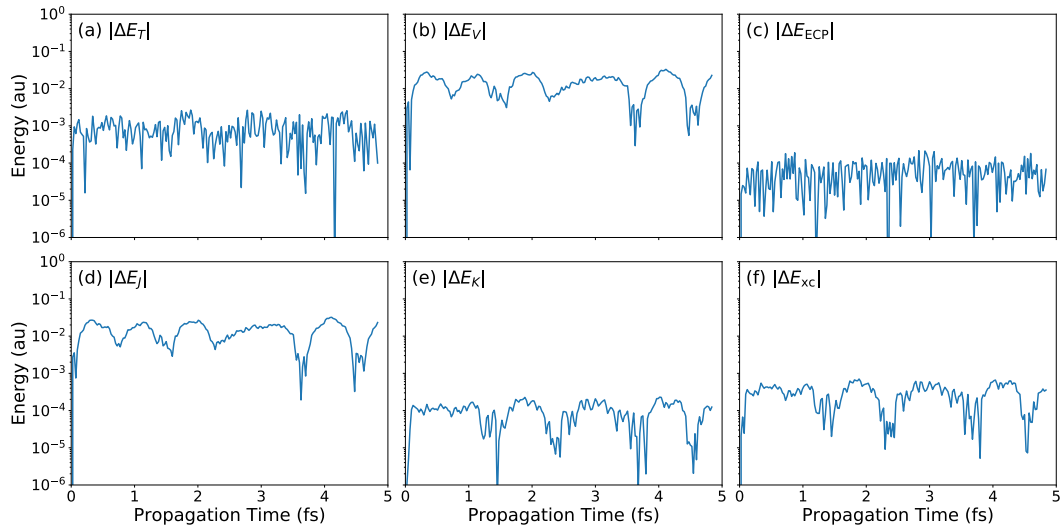 (a) |ΔE_T|
(b) |ΔE_V|
(c) |ΔE_ECP|
10^0
10^−1
10^−2
10^−3
10^−4
10^−5
10^−6
Energy (au)
(d) |ΔE_J|
(e) |ΔE_K|
(f) |ΔE_xc|
10^0
10^−1
10^−2
10^−3
10^−4
10^−5
10^−6
Energy (au)
0 1 2 3 4 5
0 1 2 3 4 5
0 1 2 3 4 5
Propagation Time (fs)
Propagation Time (fs)
Propagation Time (fs)